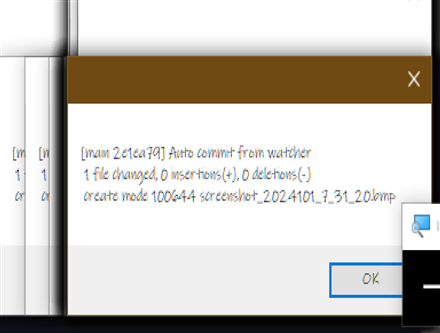 [m
[m
[main 2e1ea79] Auto commit from watcher
1
1
1 file changed, 0 insertions(+), 0 deletions(-)
cr
cr
create mode 100644 screenshot_2024101_7_31_20.bmp
OK